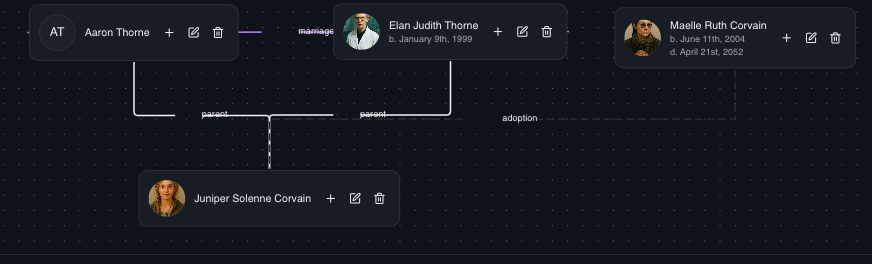 AT
Aaron Thorne
marriage
Elan Judith Thorne
b. January 9th, 1999
Maelle Ruth Corvain
b. June 11th, 2004
d. April 21st, 2052
parent
parent
adoption
Juniper Solenne Corvain